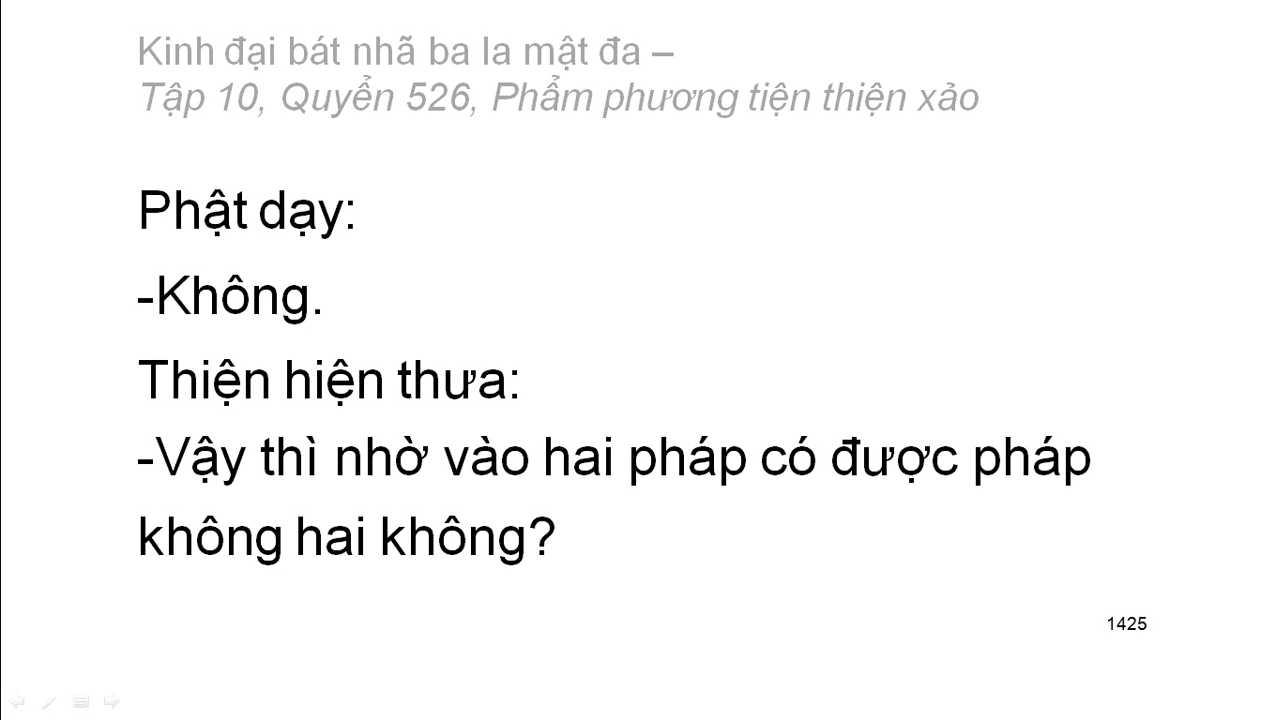 Kinh đại bát nhã ba la mật đa –
Tập 10, Quyển 526, Phẩm phương tiện thiện xảo
Phật dạy:
-Không.
Thiện hiện thưa:
-Vậy thì nhờ vào hai pháp có được pháp
không hai không?
1425